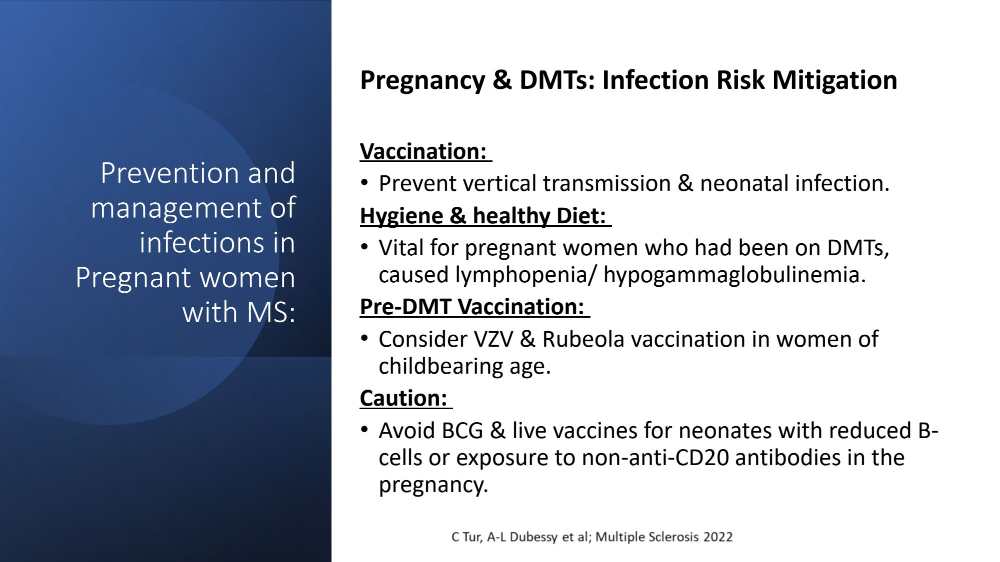 Prevention and
management of
infections in
Pregnant women
with MS:
Pregnancy & DMTs: Infection Risk Mitigation
Vaccination:
• Prevent vertical transmission & neonatal infection.
Hygiene & healthy Diet:
• Vital for pregnant women who had been on DMTs,
caused lymphopenia/ hypogammaglobulinemia.
Pre-DMT Vaccination:
• Consider VZV & Rubeola vaccination in women of
childbearing age.
Caution:
• Avoid BCG & live vaccines for neonates with reduced B-
cells or exposure to non-anti-CD20 antibodies in the
pregnancy.
C Tur, A-L Dubessy et al; Multiple Sclerosis 2022